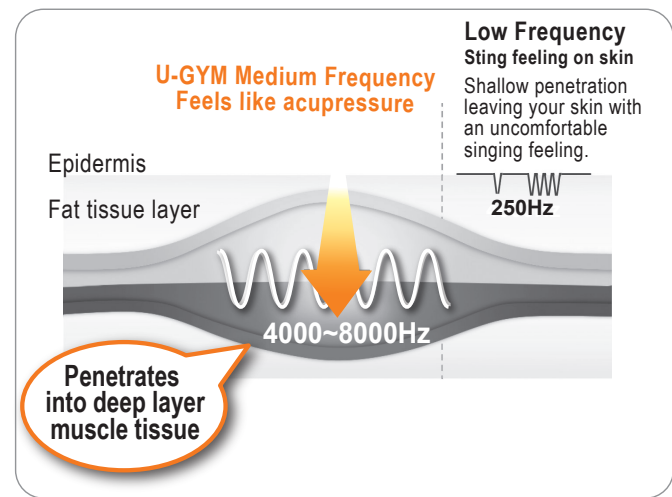 U-GYM Medium Frequency
Feels like acupressure
Low Frequency
Sting feeling on skin
Shallow penetration
leaving your skin with
an uncomfortable
singing feeling.
250Hz
Epidermis
Fat tissue layer
4000~8000Hz
Penetrates
into deep layer
muscle tissue